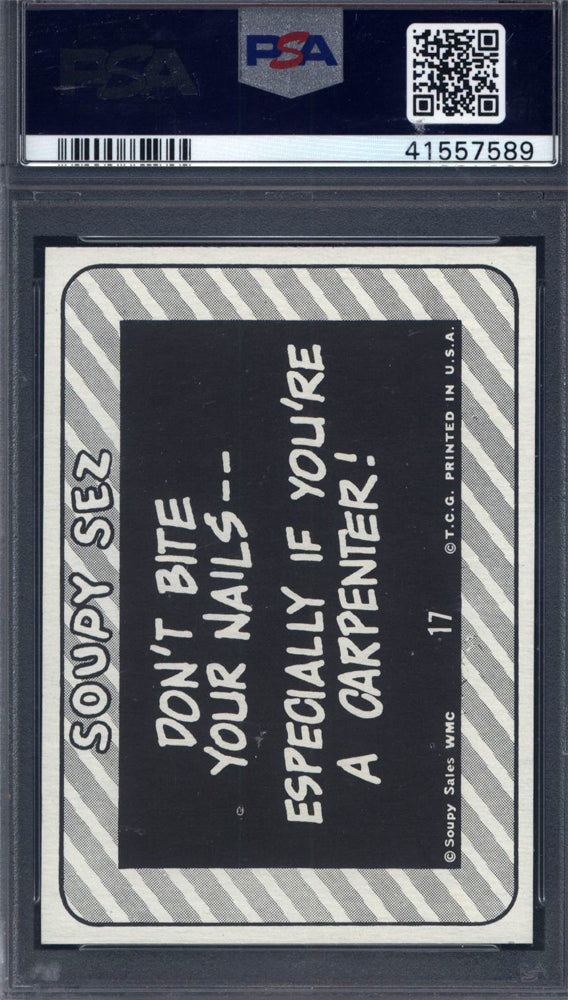 PSA
PSA
41557589
SOUPY SEZ
DON'T BITE
YOUR NAILS--
ESPECIALLY IF YOU'RE
A CARPENTER!
17
©Soupy Sales WMC
©T.C.G. PRINTED IN U.S.A.